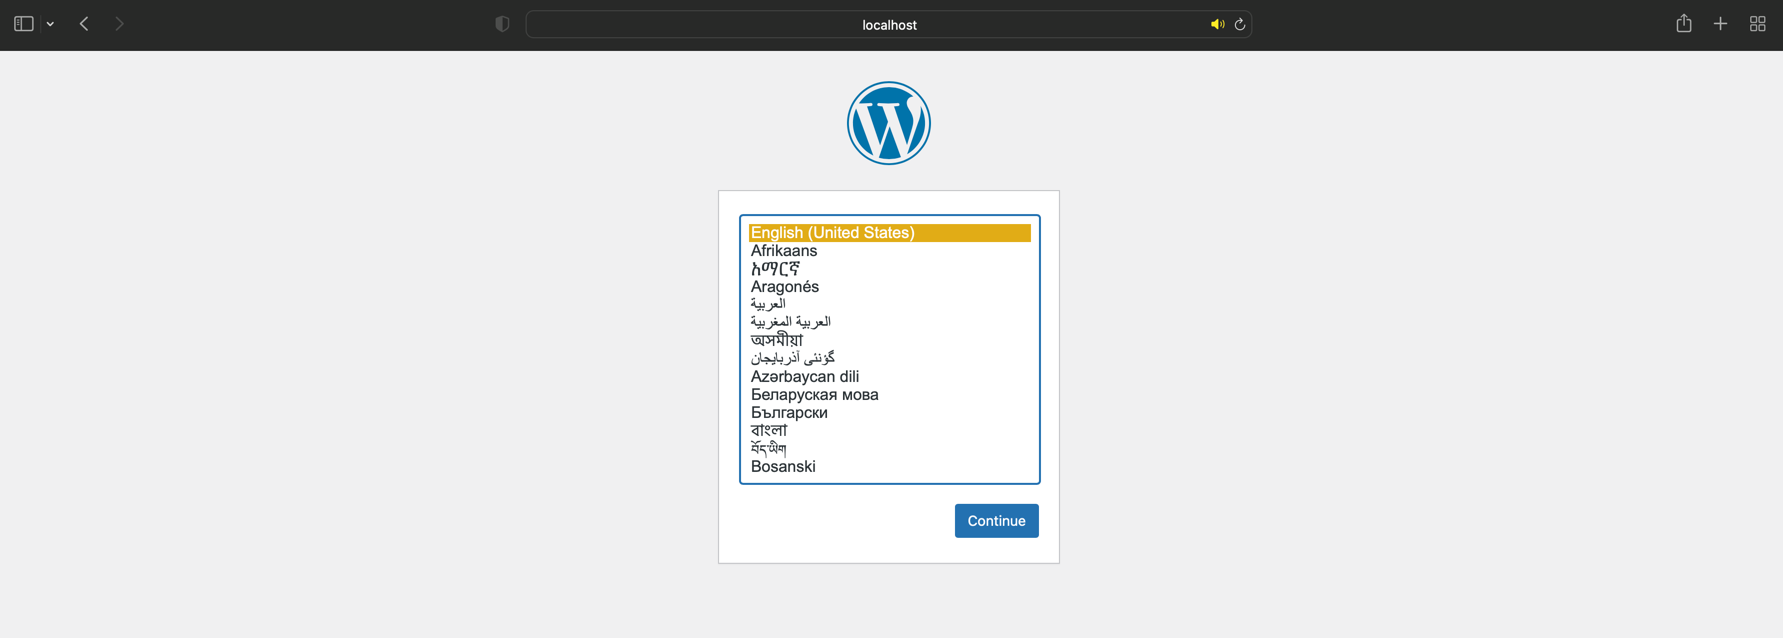 localhost
English (United States)
Afrikaans
አማርኛ
Aragonés
العربية
العربية المغربية
অসমীয়া
گؤنئی آذربایجان
Azərbaycan dili
Беларуская мова
Български
বাংলা
བོད་ཡིག
Bosanski
Continue